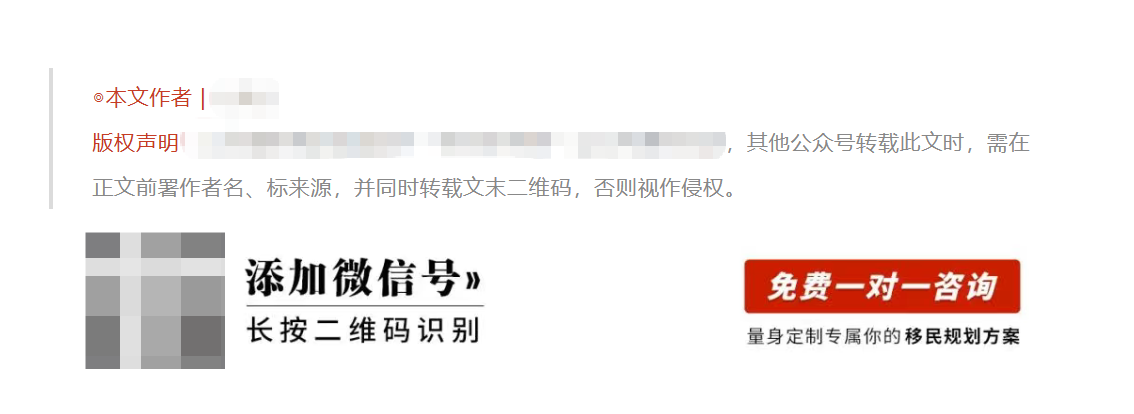 ⊚本文作者 |
版权声明 ，其他公众号转载此文时，需在
正文前署作者名、标来源，并同时转载文末二维码，否则视作侵权。
添加微信号»
长按二维码识别
免费一对一咨询
量身定制专属你的移民规划方案